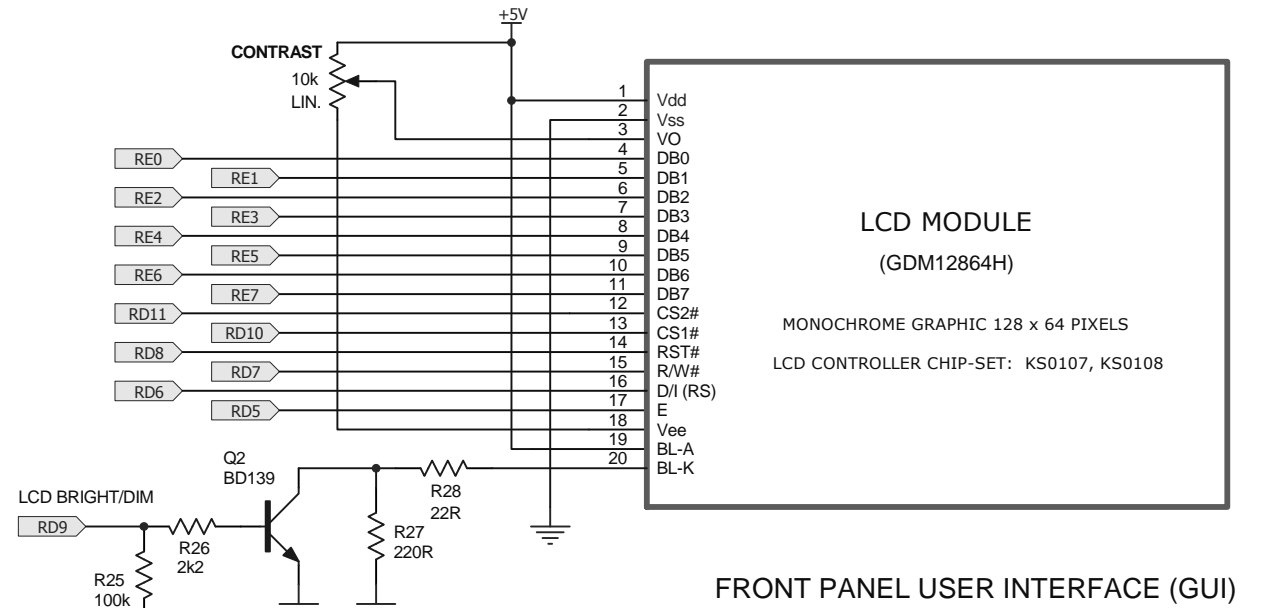 +5V
CONTRAST
10k
LIN.
1 Vdd
2 Vss
3 VO
RE0 4 DB0
RE1 5 DB1
RE2 6 DB2
RE3 7 DB3
RE4 8 DB4
RE5 9 DB5
RE6 10 DB6
RE7 11 DB7
RD11 12 CS2#
RD10 13 CS1#
RD8 14 RST#
RD7 15 R/W#
RD6 16 D/I (RS)
RD5 17 E
18 Vee
19 BL-A
20 BL-K
LCD MODULE
(GDM12864H)
MONOCHROME GRAPHIC 128 x 64 PIXELS
LCD CONTROLLER CHIP-SET: KS0107, KS0108
Q2
BD139
R28
22R
LCD BRIGHT/DIM
RD9
R26
2k2
R27
220R
R25
100k
FRONT PANEL USER INTERFACE (GUI)